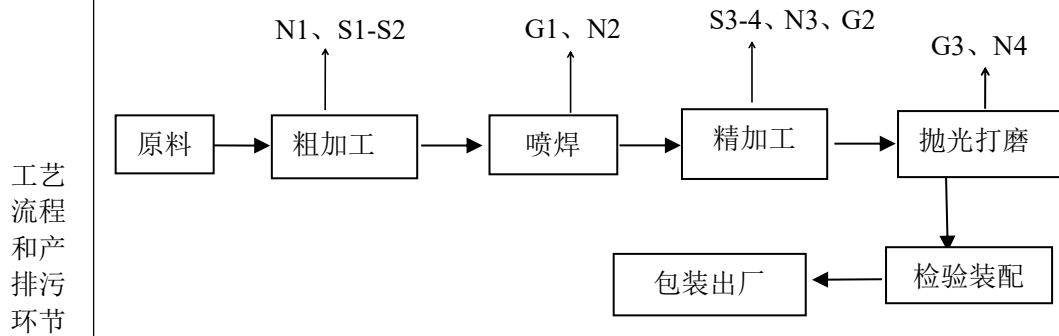 N1、S1-S2
G1、N2
S3-4、N3、G2
G3、N4
原料
粗加工
喷焊
精加工
抛光打磨
检验装配
包装出厂
工艺
流程
和产
排污
环节